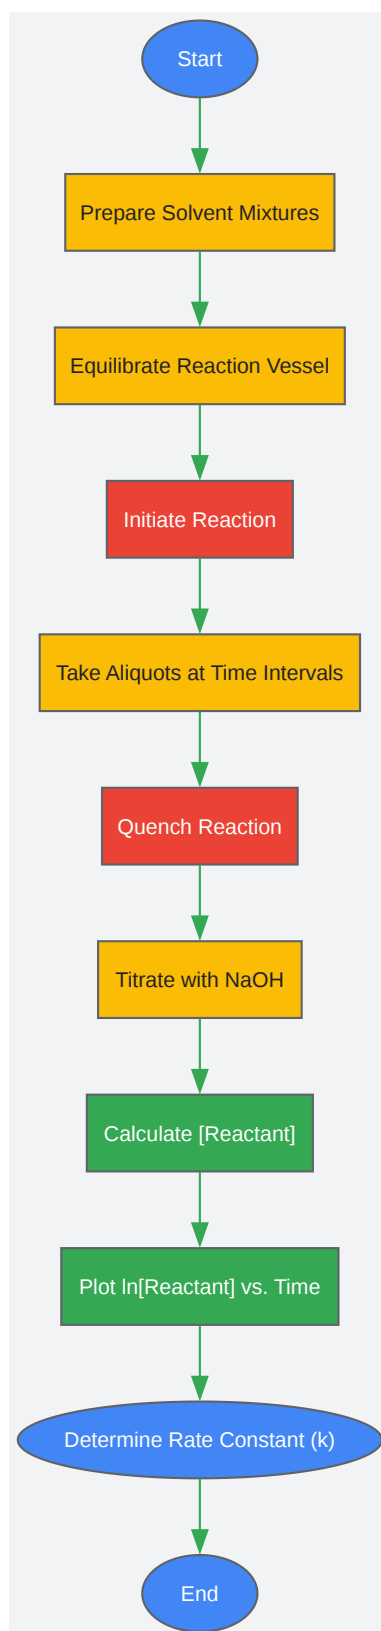 Start
Prepare Solvent Mixtures
Equilibrate Reaction Vessel
Initiate Reaction
Take Aliquots at Time Intervals
Quench Reaction
Titrate with NaOH
Calculate [Reactant]
Plot ln[Reactant] vs. Time
Determine Rate Constant (k)
End